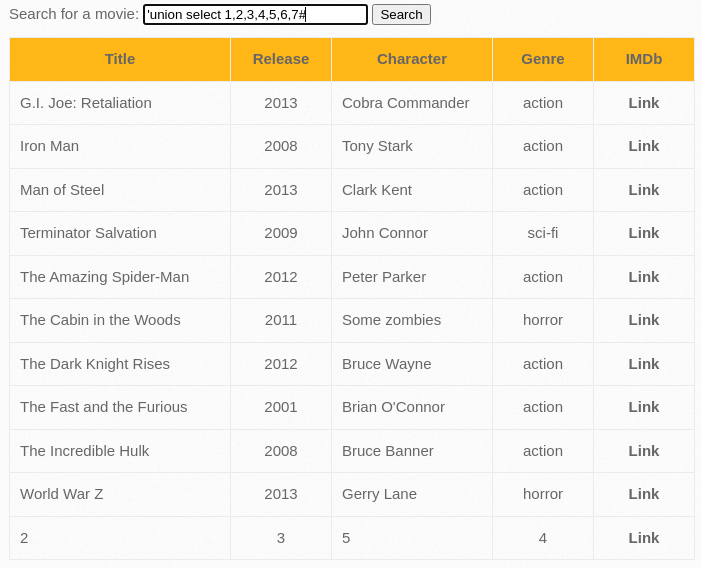 Search for a movie: 'union select 1,2,3,4,5,6,7# Search
Title Release Character Genre IMDb
G.I. Joe: Retaliation 2013 Cobra Commander action Link
Iron Man 2008 Tony Stark action Link
Man of Steel 2013 Clark Kent action Link
Terminator Salvation 2009 John Connor sci-fi Link
The Amazing Spider-Man 2012 Peter Parker action Link
The Cabin in the Woods 2011 Some zombies horror Link
The Dark Knight Rises 2012 Bruce Wayne action Link
The Fast and the Furious 2001 Brian O'Connor action Link
The Incredible Hulk 2008 Bruce Banner action Link
World War Z 2013 Gerry Lane horror Link
2 3 5 4 Link